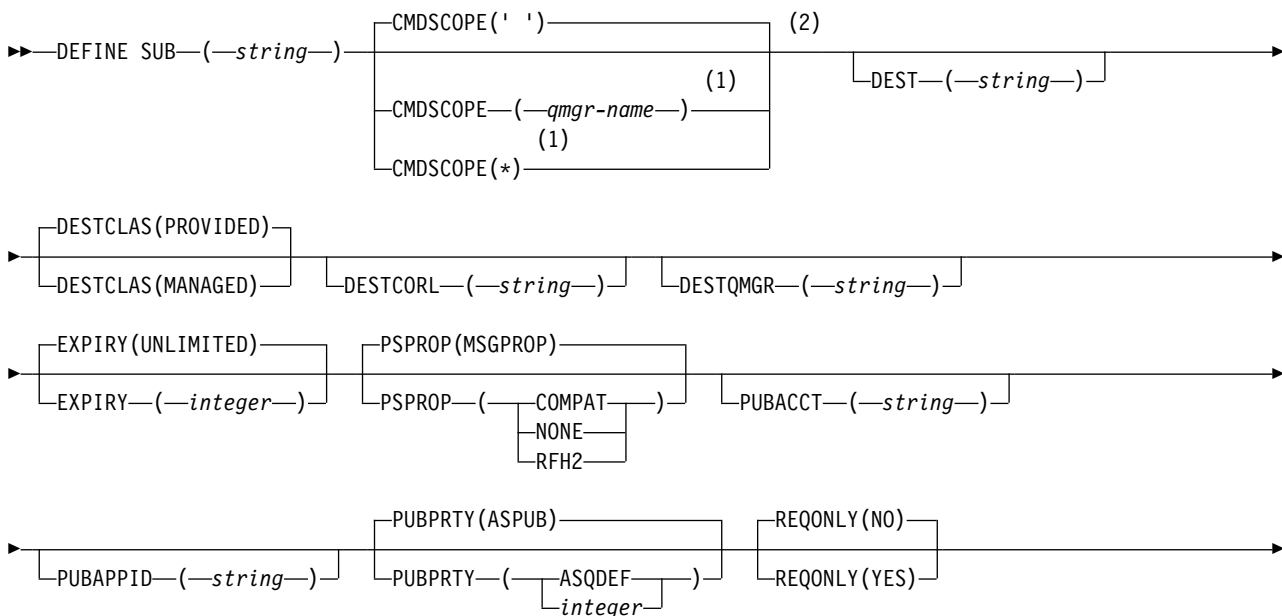 CMDSCOPE(' ') (2)
DEFINE SUB ( string ) DEST ( string )
(1)
CMDSCOPE ( qmgr-name )
(1)
CMDSCOPE(*)
DESTCLAS(PROVIDED)
DESTCLAS(MANAGED) DESTCORL ( string ) DESTQMGR ( string )
EXPIRY(UNLIMITED) PSPROP(MSGPROP)
EXPIRY ( integer ) PSPROP ( COMPAT ) PUBACCT ( string )
NONE
RFH2
PUBPRTY(ASPUB) REQONLY(NO)
PUBAPPID ( string ) PUBPRTY ( ASQDEF ) REQONLY(YES)
integer